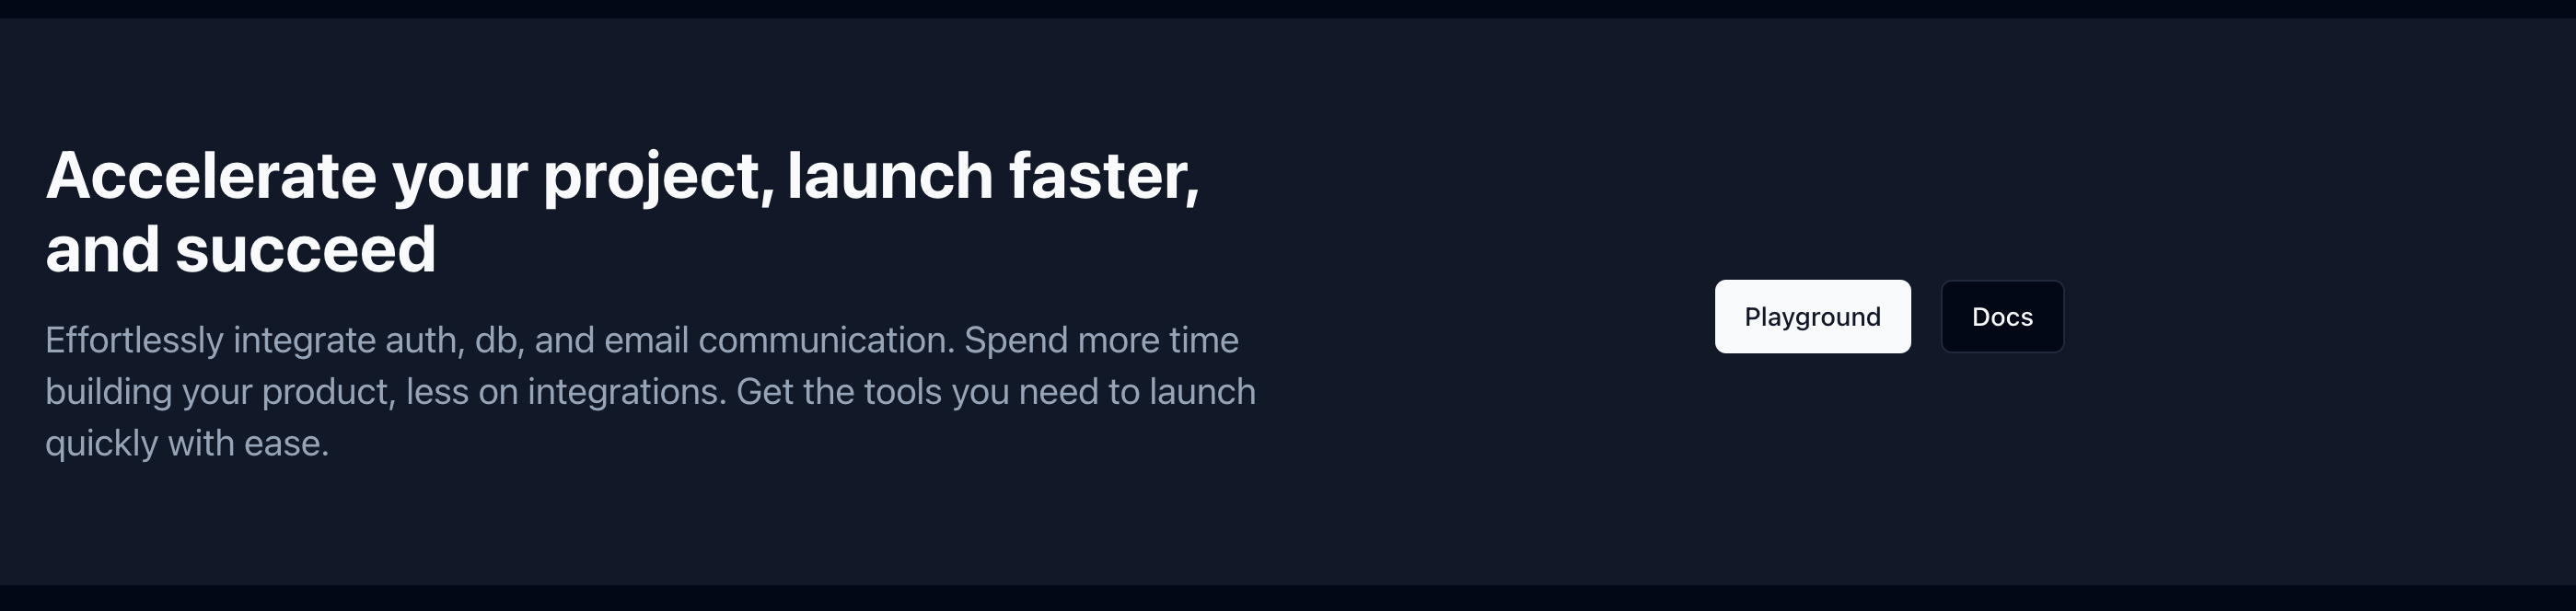 Accelerate your project, launch faster,
and succeed
Effortlessly integrate auth, db, and email communication. Spend more time
building your product, less on integrations. Get the tools you need to launch
quickly with ease.
Playground
Docs